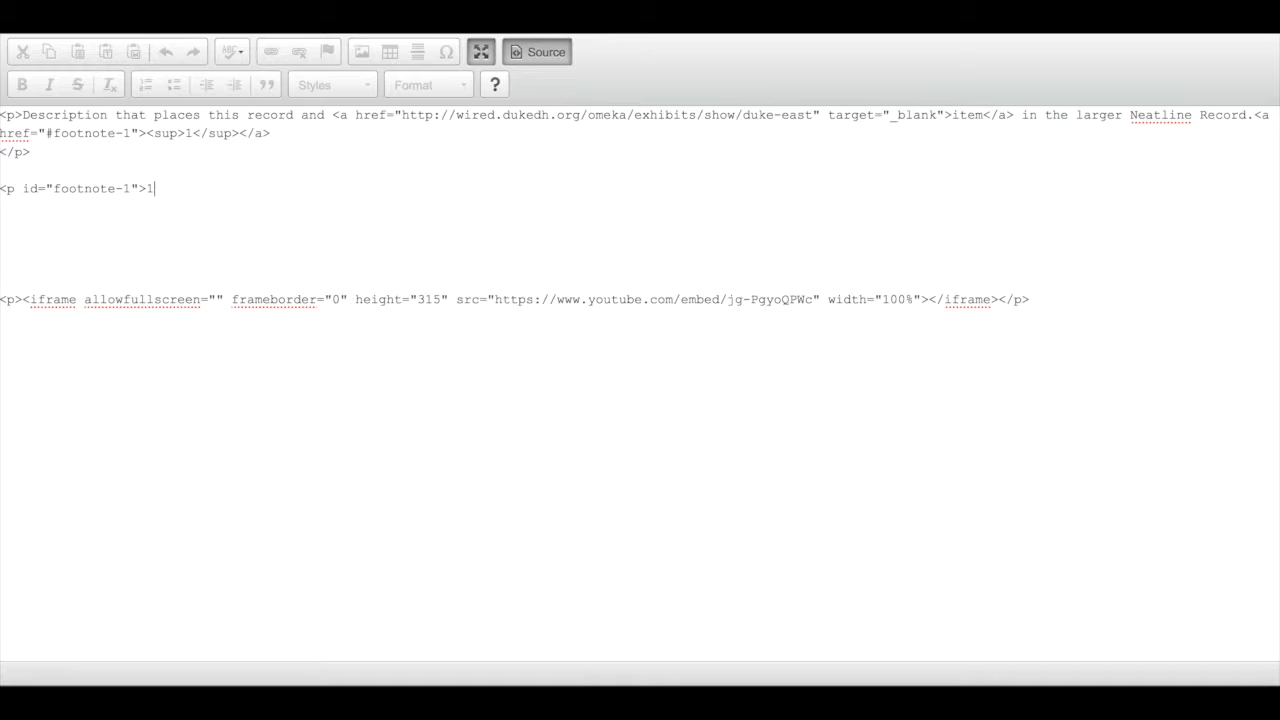 ABC
Source
B I S Ix Styles Format ?
<p>Description that places this record and <a href="http://wired.dukedh.org/omeka/exhibits/show/duke-east" target="_blank">item</a> in the larger Neatline Record.<a
href="#footnote-1"><sup>1</sup></a>
</p>
<p id="footnote-1">1
<p><iframe allowfullscreen="" frameborder="0" height="315" src="https://www.youtube.com/embed/jg-PgyoQPWc" width="100%"></iframe></p>